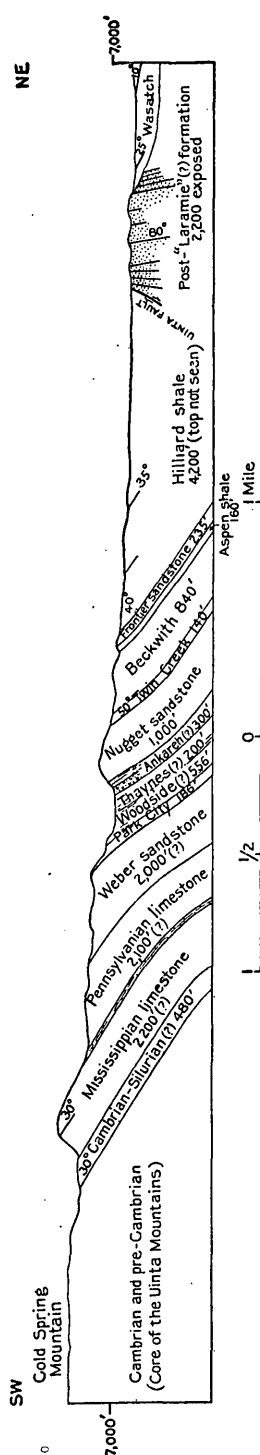 SW
NE
Cold Spring
Mountain
7,000'
7,000'
Cambrian and pre-Cambrian
(Core of the Uinta Mountains)
30° Cambrian-Silurian (?) 480'
30°
Mississippian limestone
2,200 (?)
Pennsylvanian limestone
2,100' (?)
Weber sandstone
2,000' (?)
Park City 186'
Woodside (?) 556'
Thaynes (?) 200'
Ankareh (?) 300'
Nugget sandstone
1,000'
50° Twin Creek 140'
Beckwith 840'
Frontier sandstone 235'
40°
Aspen shale
160'
35°
Hilliard shale
4,200' (top not seen)
UINTA FAULT
80°
Post-"Laramie" (?) formation
2,200 exposed
25°
Wasatch
10°
1
1/2
0
1 Mile